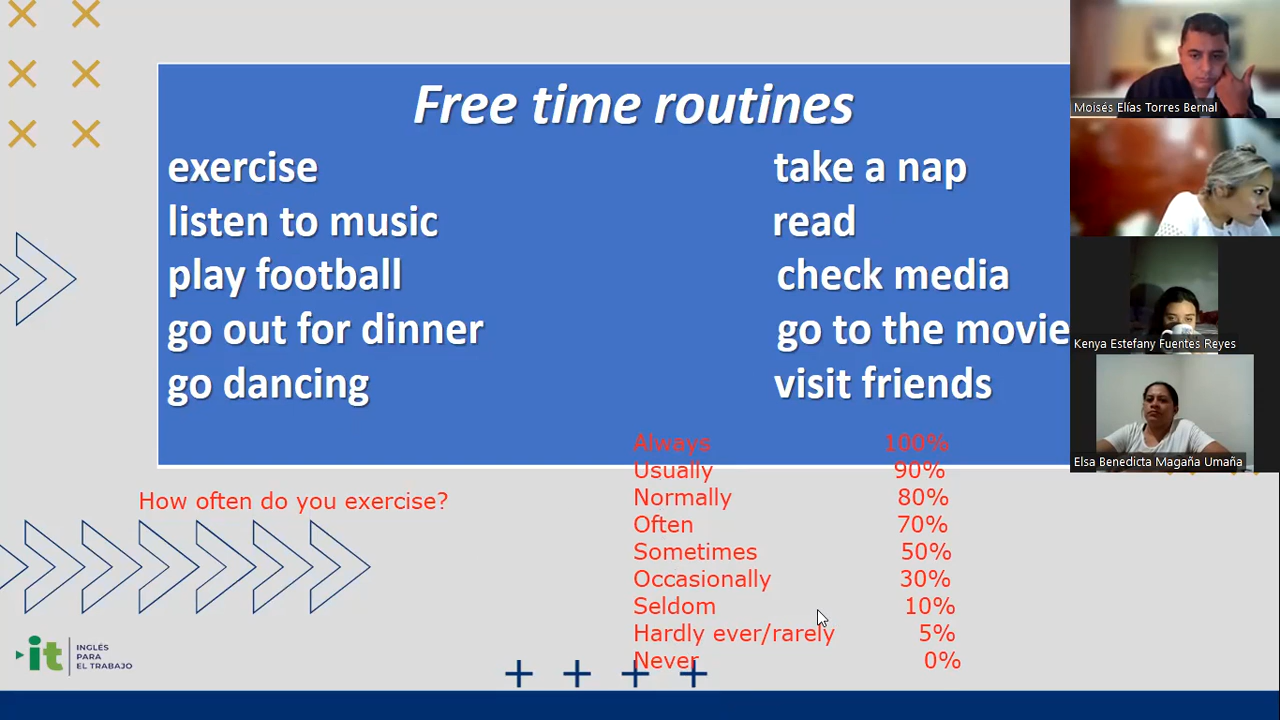 Free time routines
exercise
listen to music
play football
go out for dinner
go dancing
take a nap
read
check media
go to the movie
visit friends
How often do you exercise?
Always 100%
Usually 90%
Normally 80%
Often 70%
Sometimes 50%
Occasionally 30%
Seldom 10%
Hardly ever/rarely 5%
Never 0%
it
INGLÉS
PARA
EL TRABAJO
Moisés Elías Torres Bernal
Kenya Estefany Fuentes Reyes
Elsa Benedicta Magaña Umaña